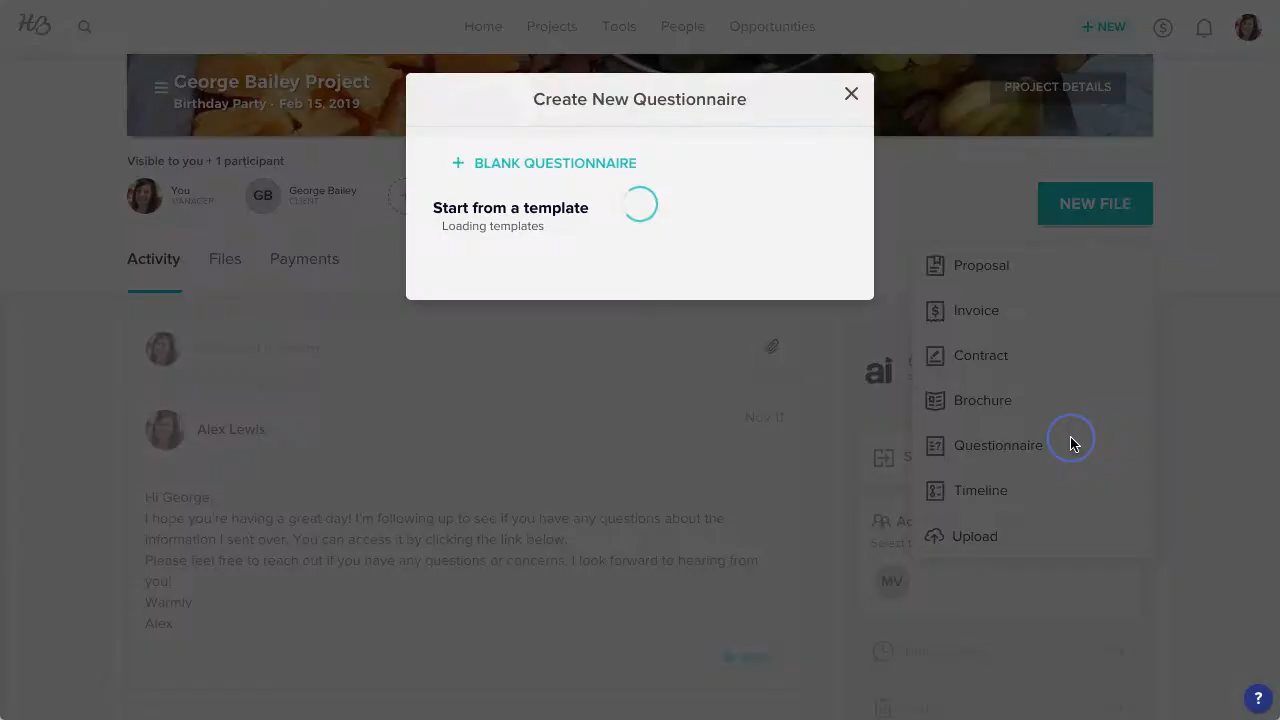 HB
Home Projects Tools People Opportunities
+ NEW
George Bailey Project
Birthday Party - Feb 15, 2019
PROJECT DETAILS
Create New Questionnaire
+ BLANK QUESTIONNAIRE
Start from a template
Loading templates
Visible to you + 1 participant
You
MANAGER
GB
George Bailey
CLIENT
NEW FILE
Activity Files Payments
Proposal
Invoice
Contract
Brochure
Questionnaire
Timeline
Upload
ai
Alex Lewis
Nov 11
Hi George,
I hope you're having a great day! I'm following up to see if you have any questions about the
information I sent over. You can access it by clicking the link below.
Please feel free to reach out if you have any questions or concerns. I look forward to hearing from
you!
Warmly
Alex
MV
?